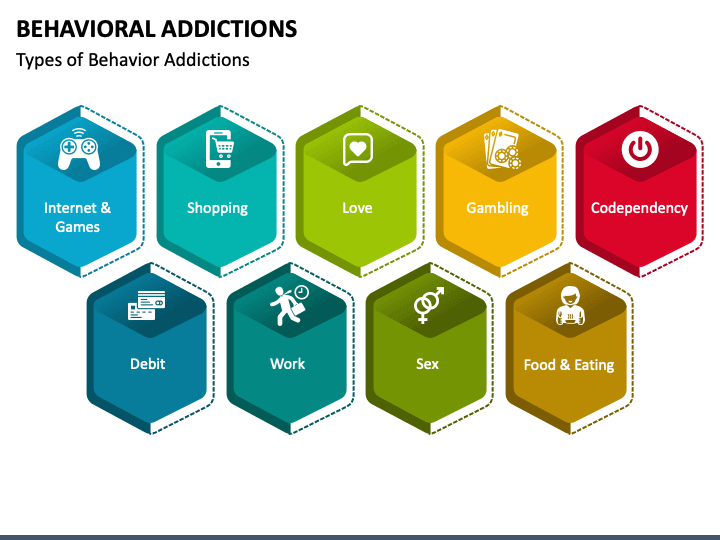 BEHAVIORAL ADDICTIONS
Types of Behavior Addictions
Internet &
Games
Shopping
Love
Gambling
Codependency
Debit
Work
Sex
Food & Eating